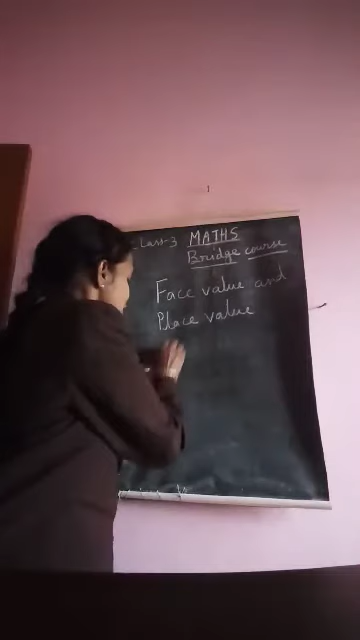 Class-3 MATHS
Bridge course
Face value and
Place value